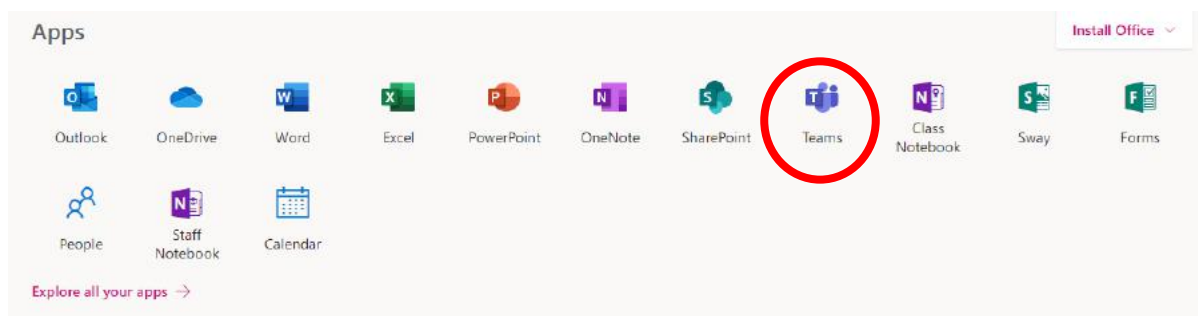 Apps
Install Office
Outlook
OneDrive
Word
Excel
PowerPoint
OneNote
SharePoint
Teams
Class
Notebook
Sway
Forms
People
Staff
Notebook
Calendar
Explore all your apps →